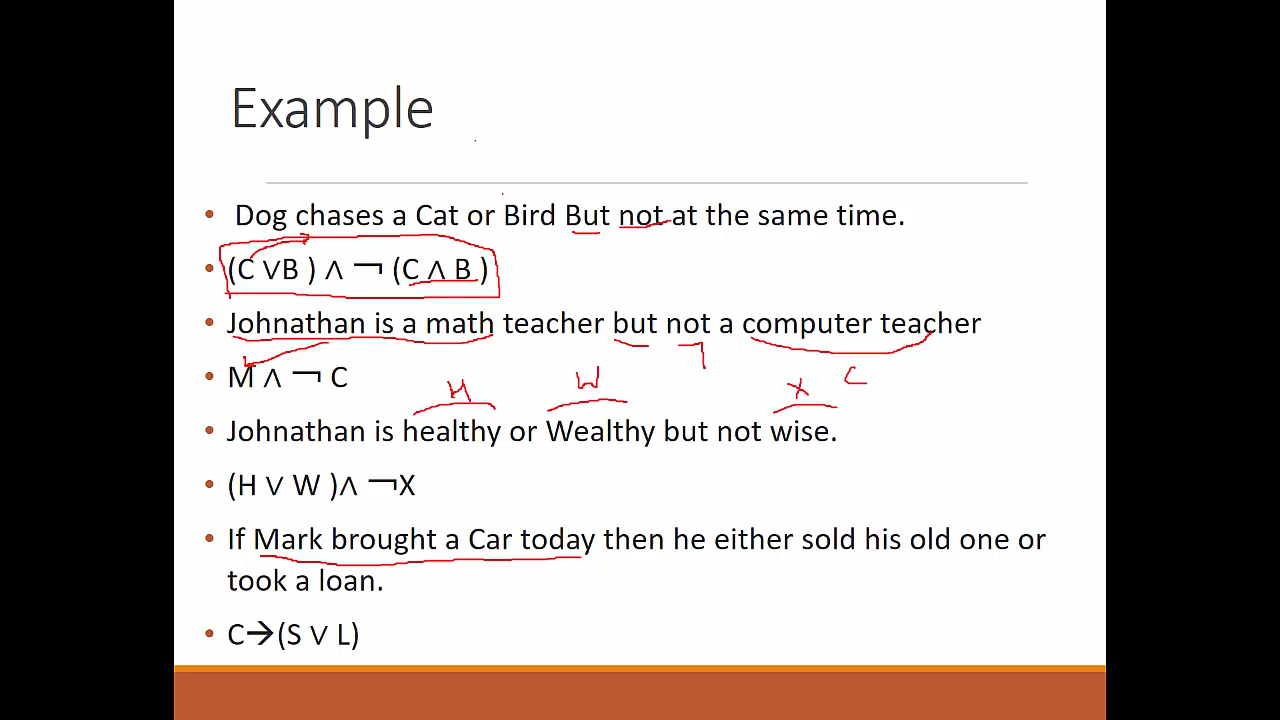 Example
• Dog chases a Cat or Bird But not at the same time.
• (C ∨B ) ∧ ¬ (C ∧ B )
• Johnathan is a math teacher but not a computer teacher
¬
C
• M ∧ ¬ C
H W X
• Johnathan is healthy or Wealthy but not wise.
• (H ∨ W )∧ ¬X
• If Mark brought a Car today then he either sold his old one or
took a loan.
• C→(S ∨ L)